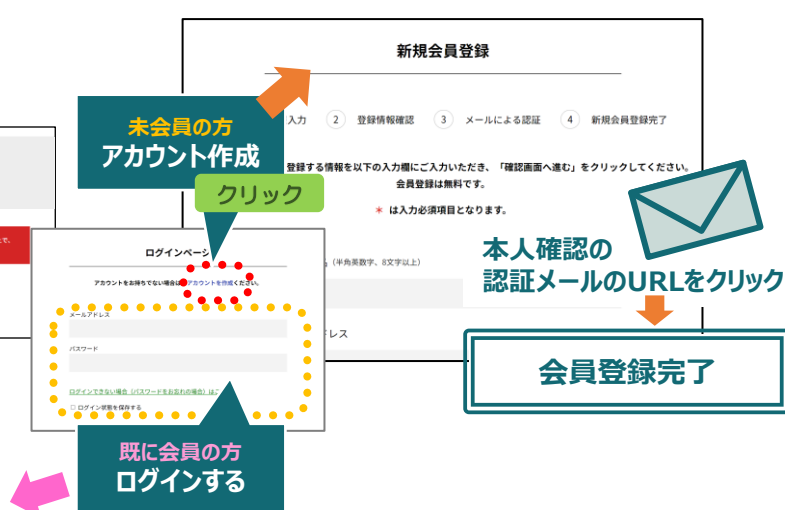 新規会員登録
入力 2 登録情報確認 3 メールによる認証 4 新規会員登録完了
登録する情報を以下の入力欄にご入力いただき、「確認画面へ進む」をクリックしてください。
会員登録は無料です。
* は入力必須項目となります。
(半角英数字、8文字以上)
ドレス
未会員の方
アカウント作成
クリック
ログインページ
アカウントをお持ちでない場合は アカウントを作成ください。
メールアドレス
パスワード
ログインできない場合(パスワードをお忘れの場合)はこ
ログイン状態を保存する
既に会員の方
ログインする
本人確認の
認証メールのURLをクリック
会員登録完了